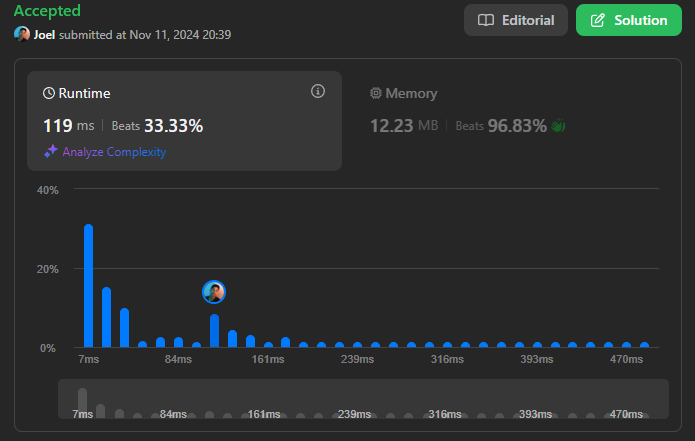 Accepted
Editorial
Solution
Joel submitted at Nov 11, 2024 20:39
Runtime
Memory
119 ms | Beats 33.33%
12.23 MB | Beats 96.83%
Analyze Complexity
40%
20%
0%
7ms 84ms 161ms 239ms 316ms 393ms 470ms
7ms 84ms 161ms 239ms 316ms 393ms 470ms